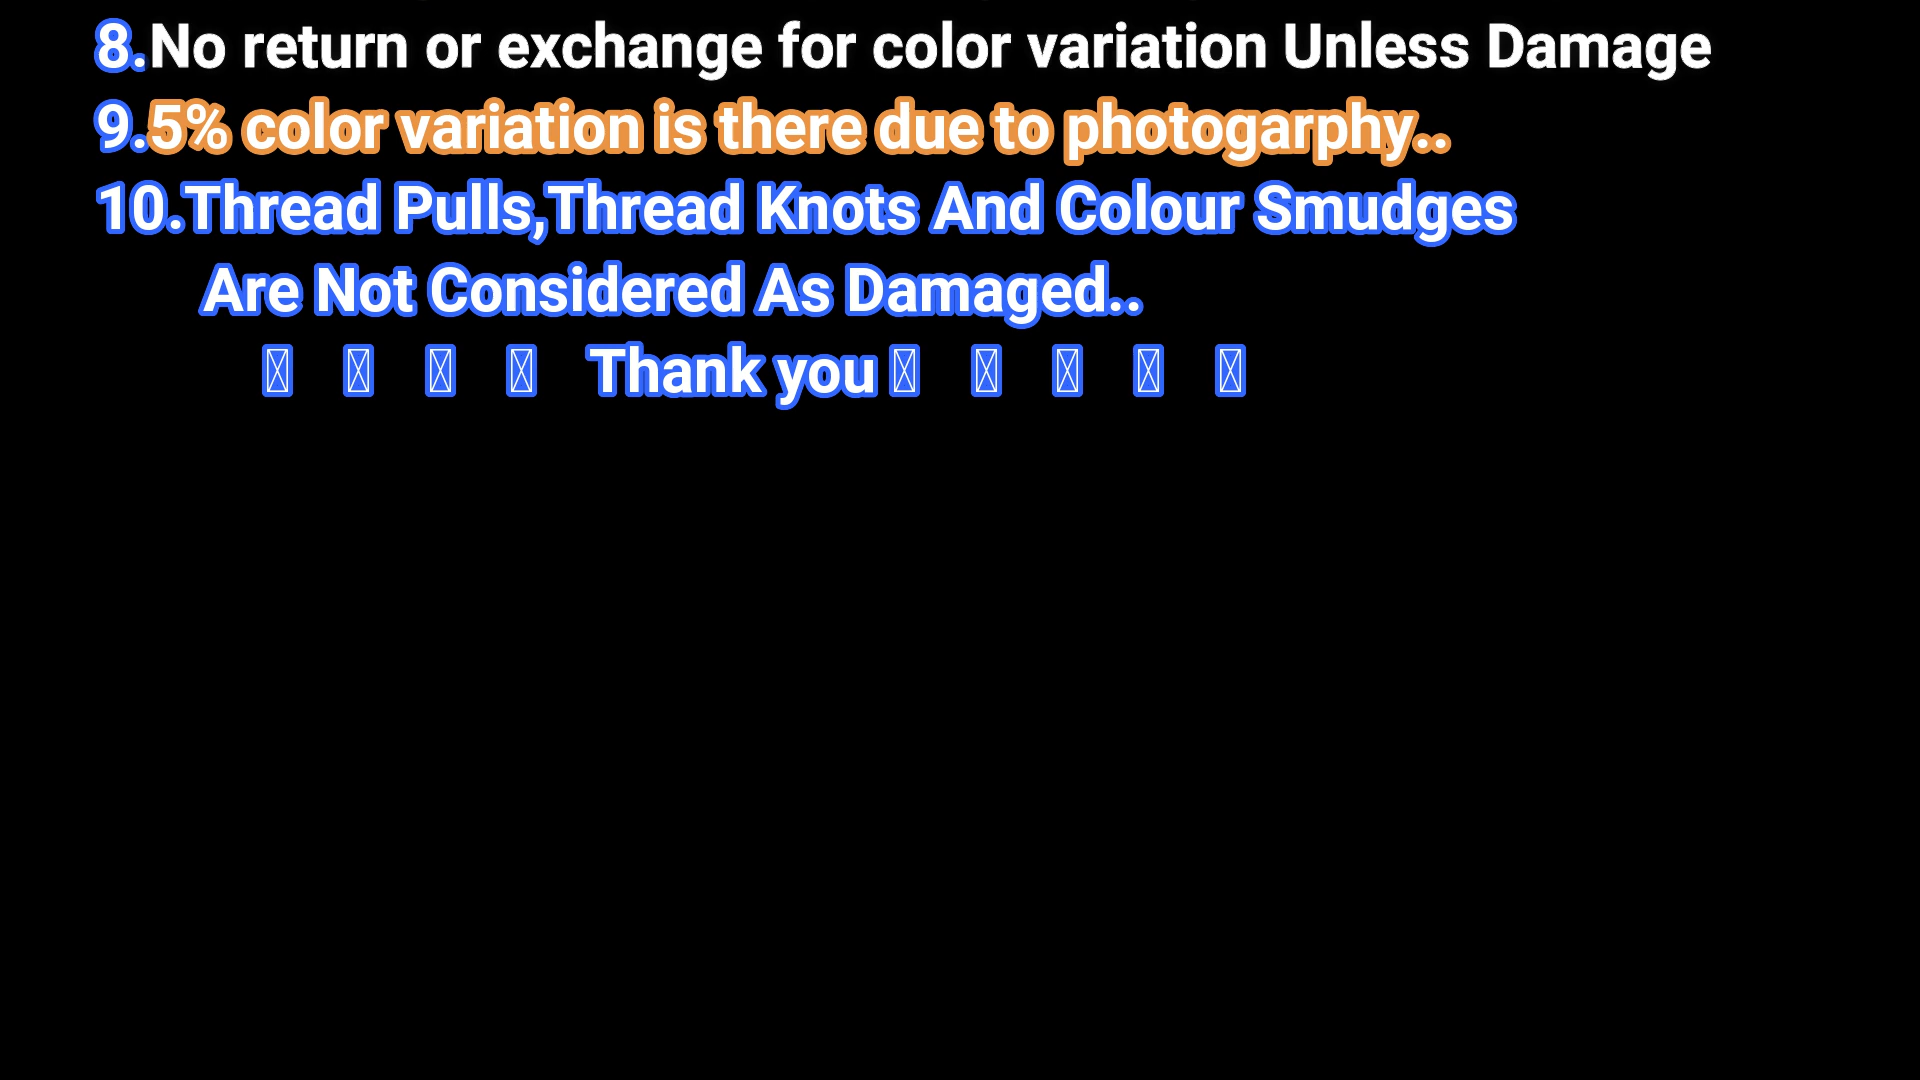 8.No return or exchange for color variation Unless Damage
9.5% color variation is there due to photogarphy..
10.Thread Pulls,Thread Knots And Colour Smudges
Are Not Considered As Damaged..
Thank you